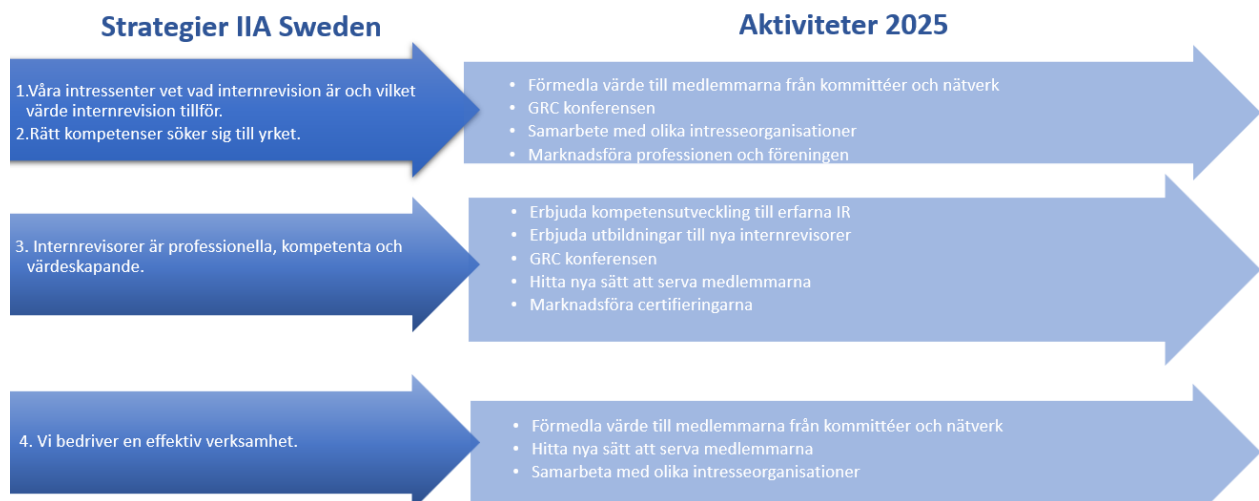 Strategier IIA Sweden
Aktiviteter 2025
1.Våra intressenter vet vad internrevision är och vilket
värde internrevision tillför.
2.Rätt kompetenser söker sig till yrket.
• Förmedla värde till medlemmarna från kommittéer och nätverk
• GRC konferensen
• Samarbete med olika intresseorganisationer
• Marknadsföra professionen och föreningen
3. Internrevisorer är professionella, kompetenta och
värdeskapande.
• Erbjuda kompetensutveckling till erfarna IR
• Erbjuda utbildningar till nya internrevisorer
• GRC konferensen
• Hitta nya sätt att serva medlemmarna
• Marknadsföra certifieringarna
4. Vi bedriver en effektiv verksamhet.
• Förmedla värde till medlemmarna från kommittéer och nätverk
• Hitta nya sätt att serva medlemmarna
• Samarbeta med olika intresseorganisationer